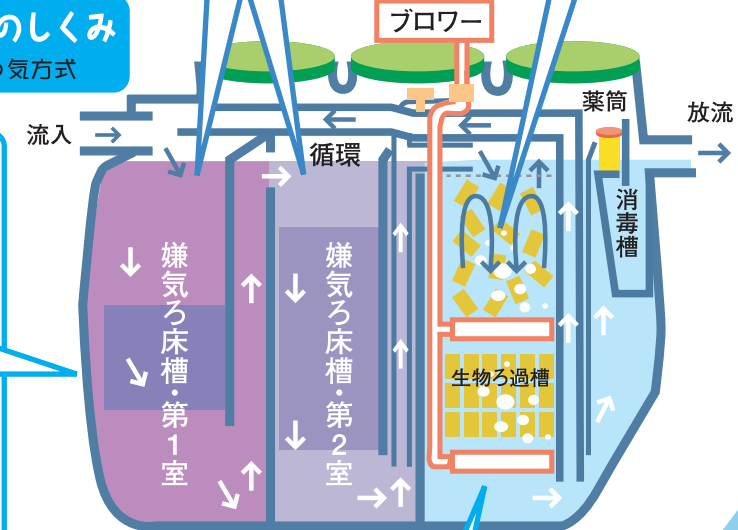 のしくみ
気方式
ブロワー
流入
循環
薬筒
放流
消毒槽
嫌気ろ床槽・第1室
嫌気ろ床槽・第2室
生物ろ過槽